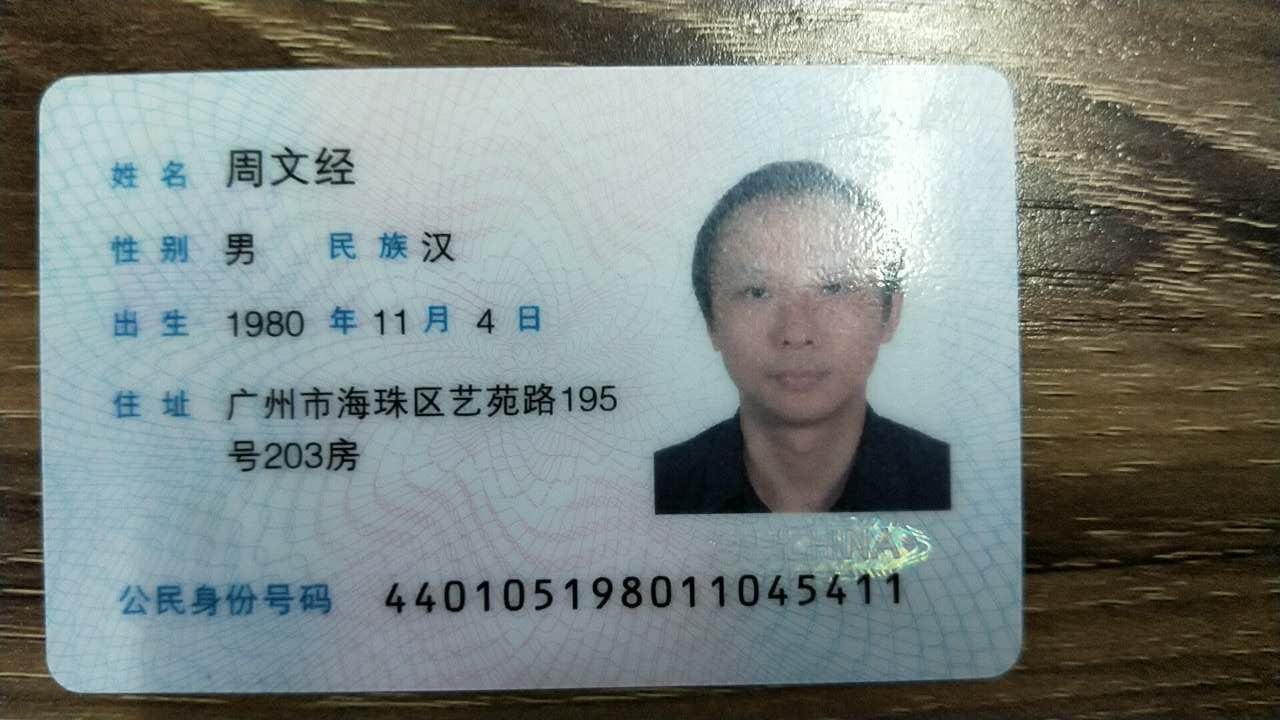 姓名 周文经
性别 男 民族 汉
出生 1980 年 11 月 4 日
住址 广州市海珠区艺苑路195
号203房
CHINA
公民身份号码 440105198011045411